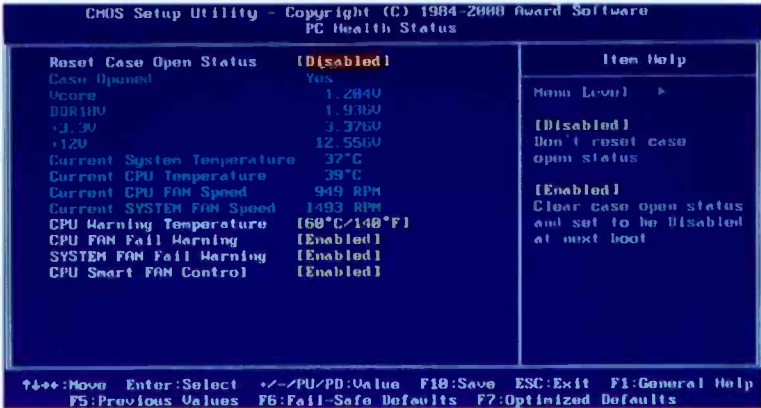 CMOS Setup Utility - Copyright (C) 1984-2008 Award Software
PC Health Status
Reset Case Open Status [Disabled]
Case Opened Yes
Vcore 1.284V
DDR18V 1.936V
+3.3V 3.376V
+12V 12.556V
Current System Temperature 37°C
Current CPU Temperature 39°C
Current CPU FAN Speed 949 RPM
Current SYSTEM FAN Speed 1493 RPM
CPU Warning Temperature [60°C/140°F]
CPU FAN Fail Warning [Enabled]
SYSTEM FAN Fail Warning [Enabled]
CPU Smart FAN Control [Enabled]
Item Help
Menu Level ▶
[Disabled]
Don't reset case
open status
[Enabled]
Clear case open status
and set to be Disabled
at next boot
↑↓→←:Move Enter:Select +/-/PU/PD:Value F10:Save ESC:Exit F1:General Help
F5:Previous Values F6:Fail-Safe Defaults F7:Optimized Defaults